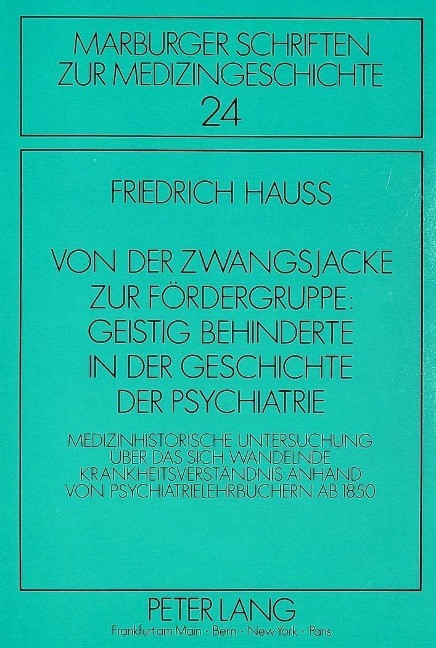 MARBURGER SCHRIFTEN
ZUR MEDIZINGESCHICHTE
24
FRIEDRICH HAUSS
VON DER ZWANGSJACKE
ZUR FÖRDERGRUPPE:
GEISTIG BEHINDERTE
IN DER GESCHICHTE
DER PSYCHIATRIE
MEDIZINHISTORISCHE UNTERSUCHUNG
ÜBER DAS SICH WANDELNDE
KRANKHEITSVERSTÄNDNIS ANHAND
VON PSYCHIATRIELEHRBÜCHERN AB 1850
PETER LANG
Frankfurt am Main · Bern · New York · Paris